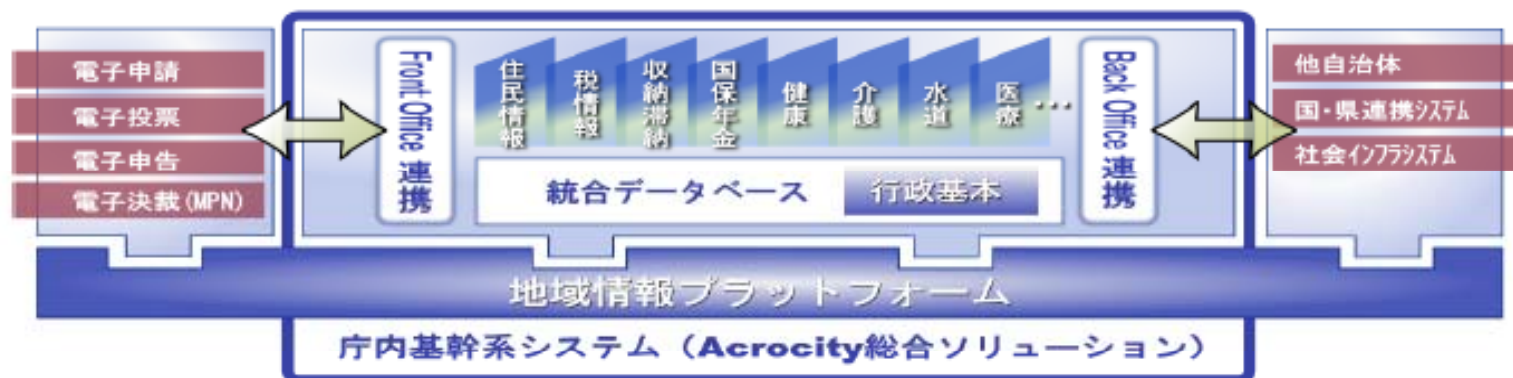 電子申請
電子投票
電子申告
電子決裁(MPN)
Front Office 連携
住民情報
税情報
収納滞納
国保年金
健康
介護
水道
医療
・・・
統合データベース
行政基本
Back Office 連携
他自治体
国・県連携ｼｽﾃﾑ
社会ｲﾝﾌﾗｼｽﾃﾑ
地域情報プラットフォーム
庁内基幹系システム（Acrocity総合ソリューション）